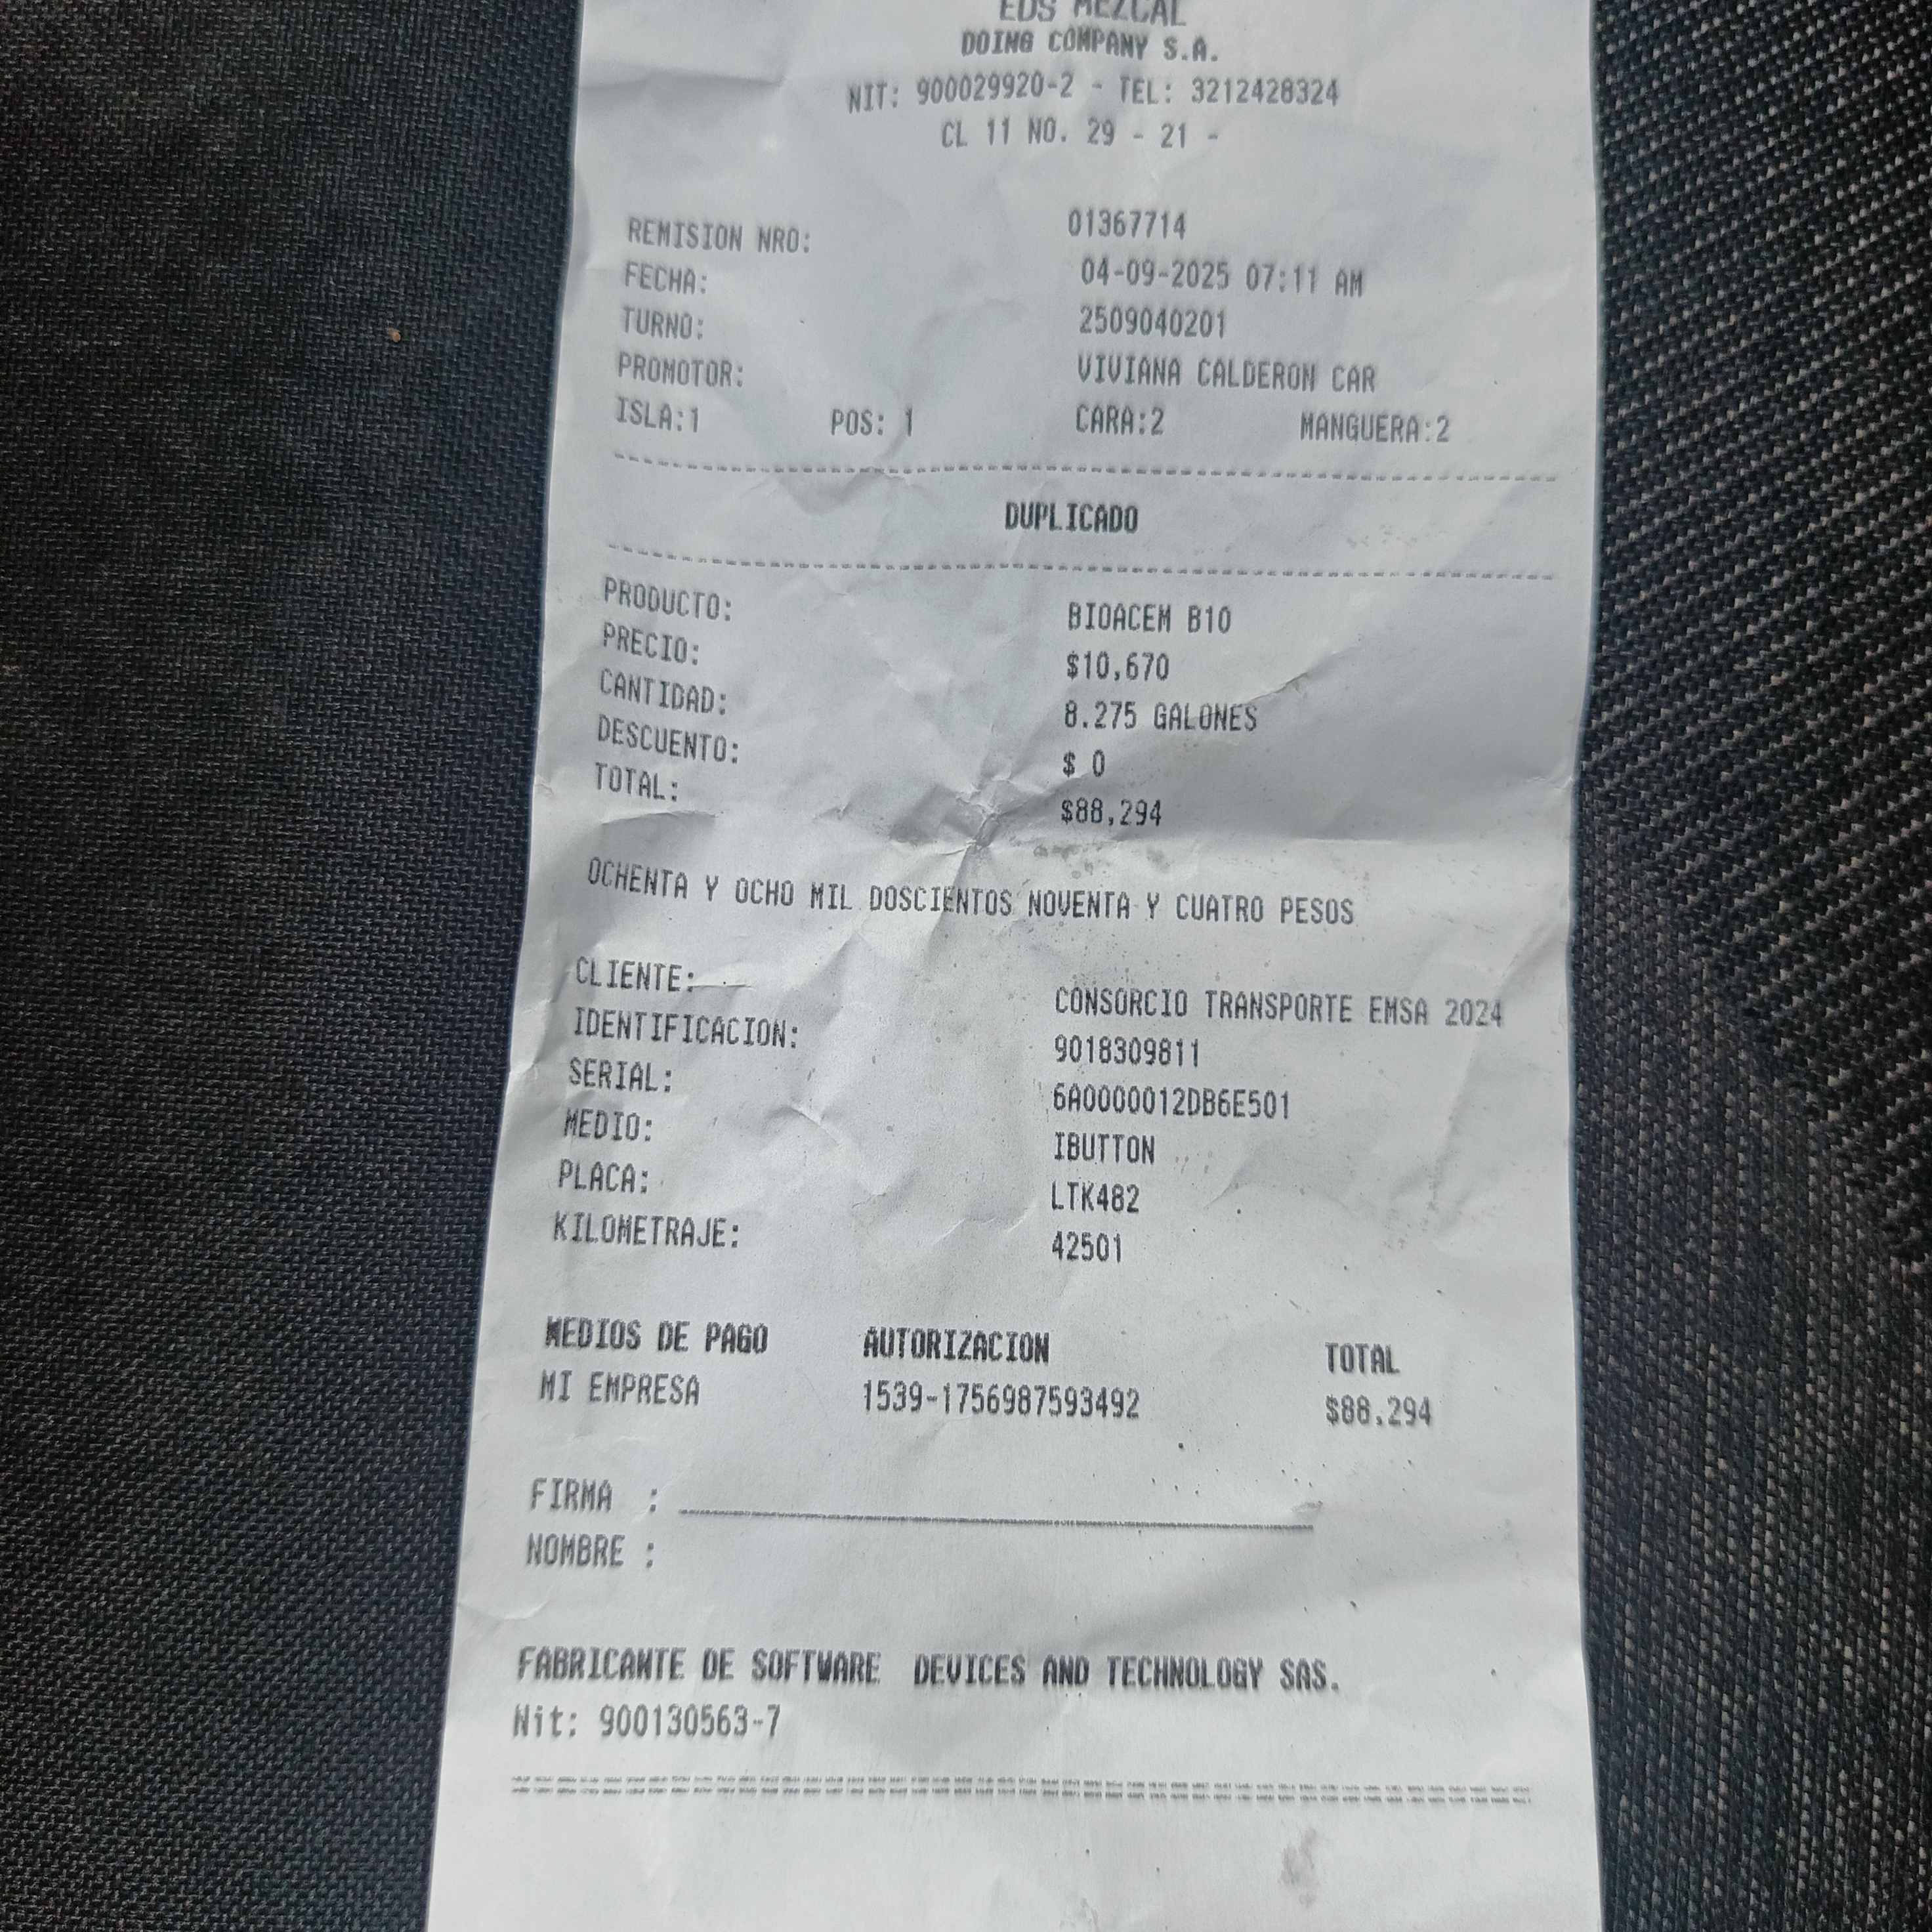 EDS MEZCAL
DOING COMPANY S.A.
NIT: 900029920-2 - TEL: 3212428324
CL 11 NO. 29 - 21 -
REMISION NRO: 01367714
FECHA: 04-09-2025 07:11 AM
TURNO: 2509040201
PROMOTOR: VIVIANA CALDERON CAR
ISLA:1 POS: 1 CARA:2 MANGUERA:2
DUPLICADO
PRODUCTO: BIOACEM B10
PRECIO: $10,670
CANTIDAD: 8.275 GALONES
DESCUENTO: $ 0
TOTAL: $88,294
OCHENTA Y OCHO MIL DOSCIENTOS NOVENTA Y CUATRO PESOS
CLIENTE: CONSORCIO TRANSPORTE EMSA 2024
IDENTIFICACION: 9018309811
SERIAL: 6A0000012DB6E501
MEDIO: IBUTTON
PLACA: LTK482
KILOMETRAJE: 42501
MEDIOS DE PAGO AUTORIZACION TOTAL
MI EMPRESA 1539-1756987593492 $88,294
FIRMA :
NOMBRE :
FABRICANTE DE SOFTWARE DEVICES AND TECHNOLOGY SAS.
Nit: 900130563-7